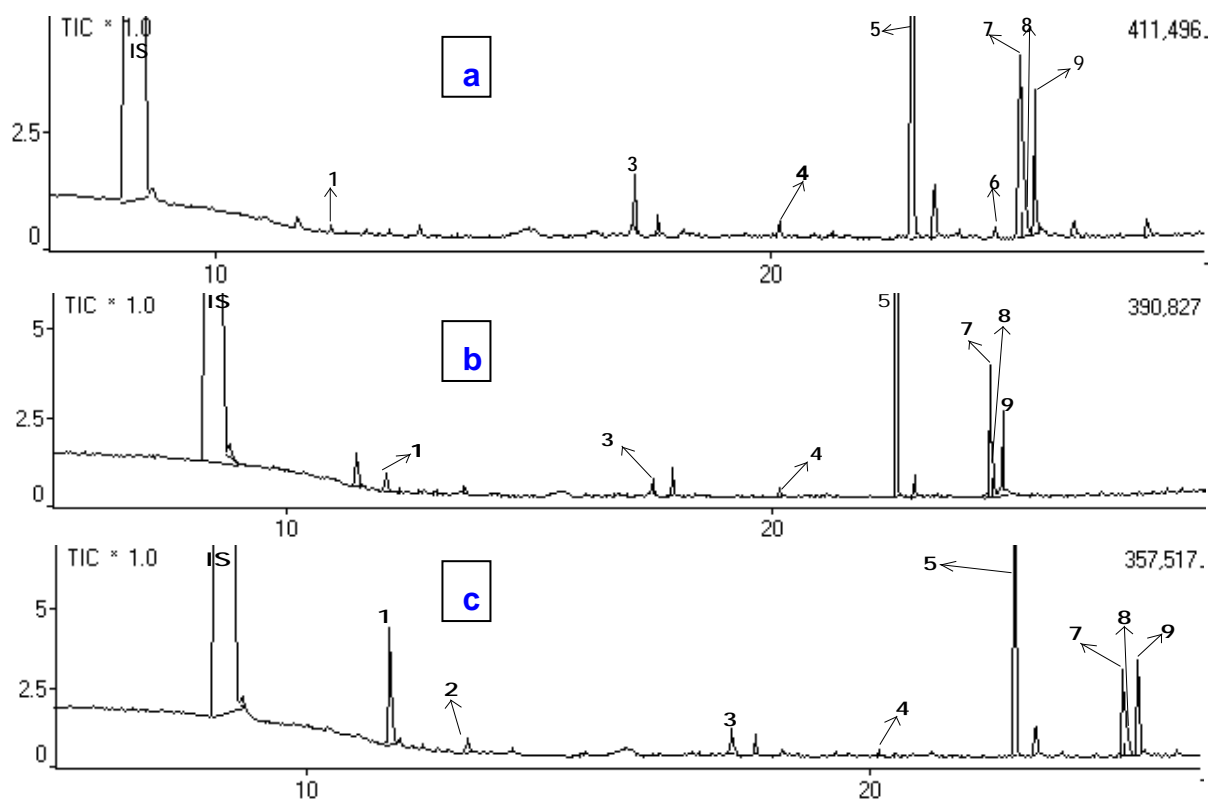 TIC * 1.0 8 411,496.
IS 5 7
a 9
2.5
1 3 4 6
0
10 20
TIC * 1.0 IS 5 390,827
8
5 7
b
2.5 9
3 1 4
0
10 20
TIC * 1.0 IS 357,517.
5
c
5 1 8
7 9
2.5 2
3 4
0
10 20